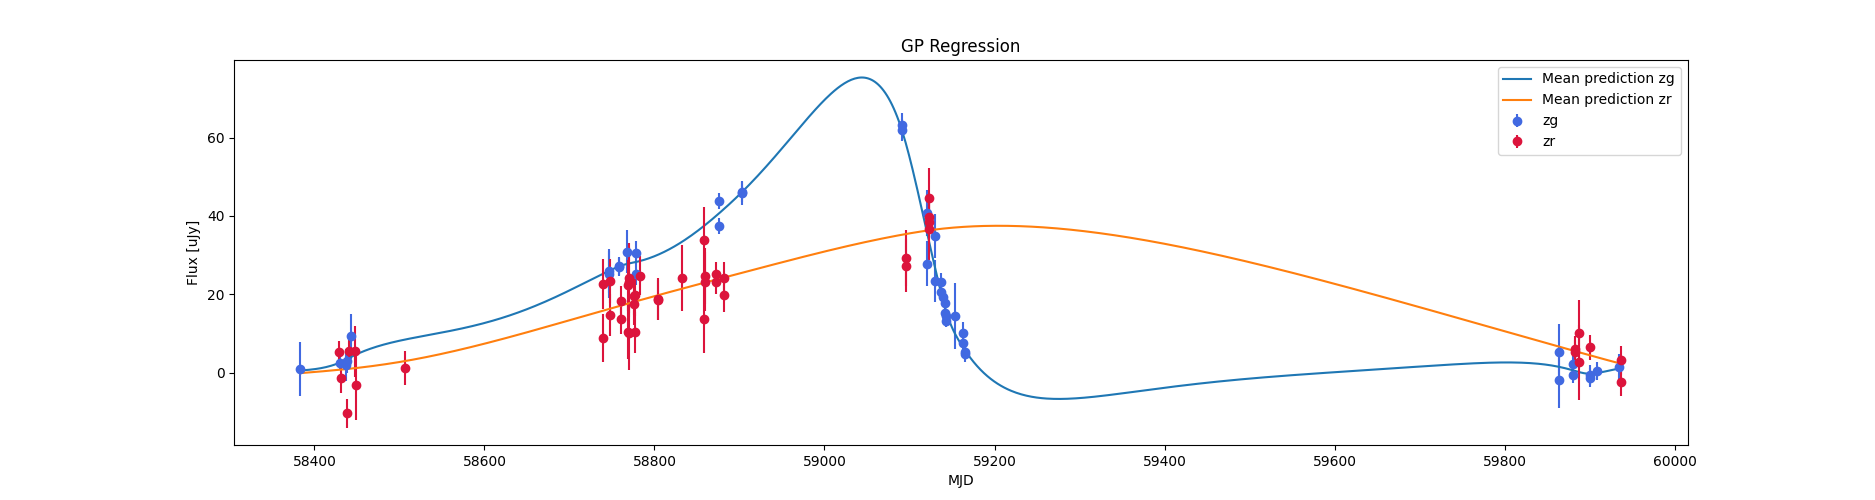 GP Regression
Mean prediction zg
Mean prediction zr
zg
zr
Flux [uJy]
60
40
20
0
58400 58600 58800 59000 59200 59400 59600 59800 60000
MJD